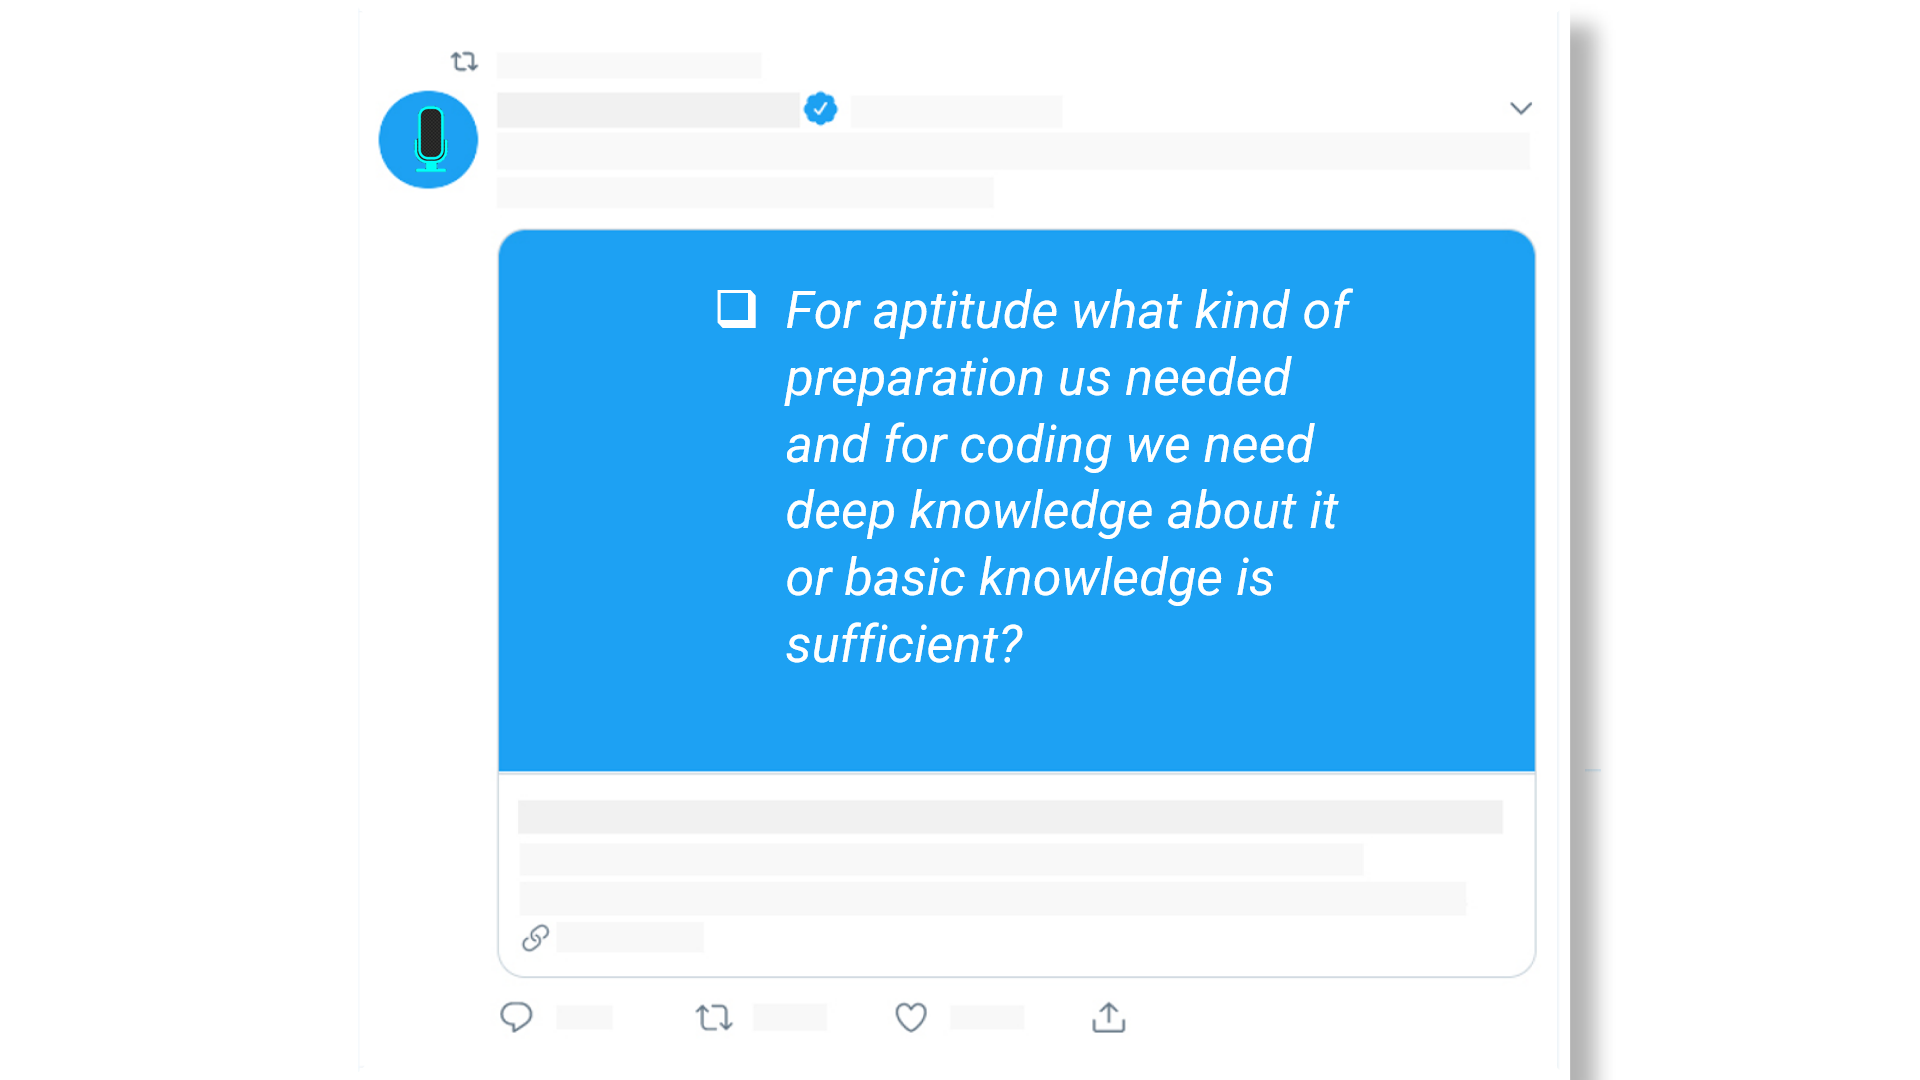 For aptitude what kind of
preparation us needed
and for coding we need
deep knowledge about it
or basic knowledge is
sufficient?